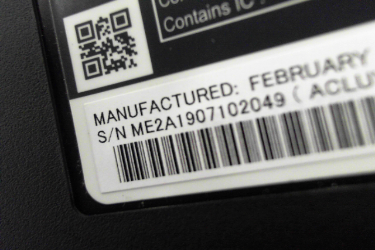 Contains IC
MANUFACTURED: FEBRUARY
S/N ME2A1907102049 ( ACLU